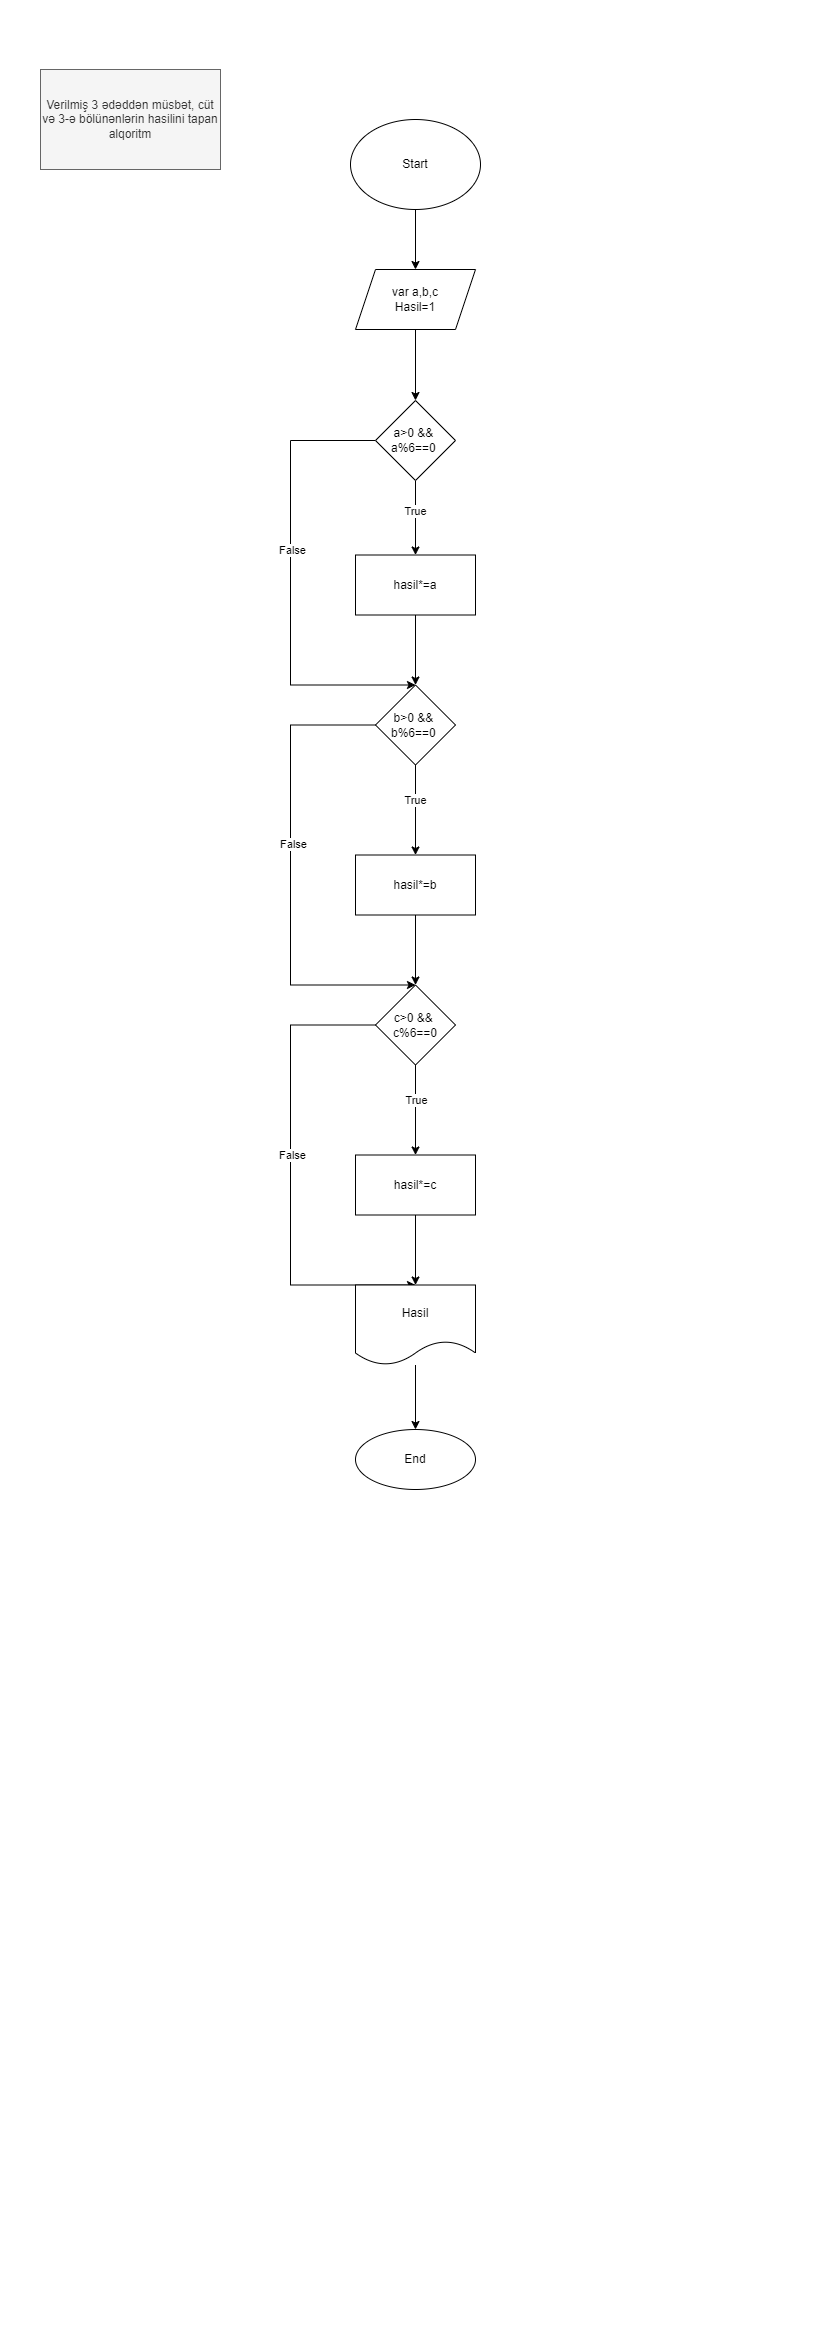 Verilmiş 3 ədəddən müsbət, cüt
və 3-ə bölünənlərin hasilini tapan
alqoritm
Start
var a,b,c
Hasil=1
a>0 &&
a%6==0
True
False
hasil*=a
b>0 &&
b%6==0
True
False
hasil*=b
c>0 &&
c%6==0
True
False
hasil*=c
Hasil
End